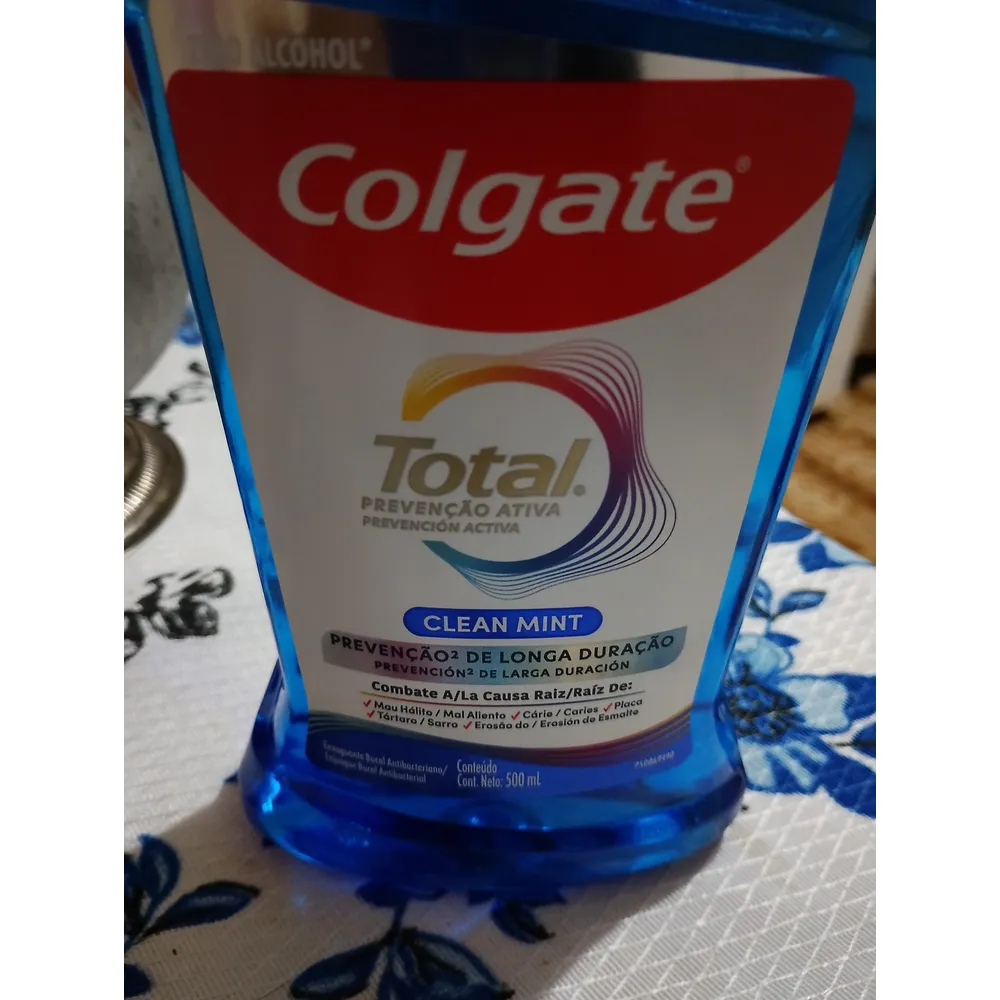 ALCOHOL*
Colgate®
Total®
PREVENÇÃO ATIVA
PREVENCIÓN ACTIVA
CLEAN MINT
PREVENÇÃO² DE LONGA DURAÇÃO
PREVENCIÓN² DE LARGA DURACIÓN
Combate A/La Causa Raiz/Raíz De:
✓ Mau Hálito / Mal Aliento ✓ Cárie / Caries ✓ Placa
✓ Tártaro / Sarro ✓ Erosão do / Erosión de Esmalte
Enxaguante Bucal Antibacteriano/
Enjuague Bucal Antibacterial
Conteúdo
Cont. Neto: 500 mL